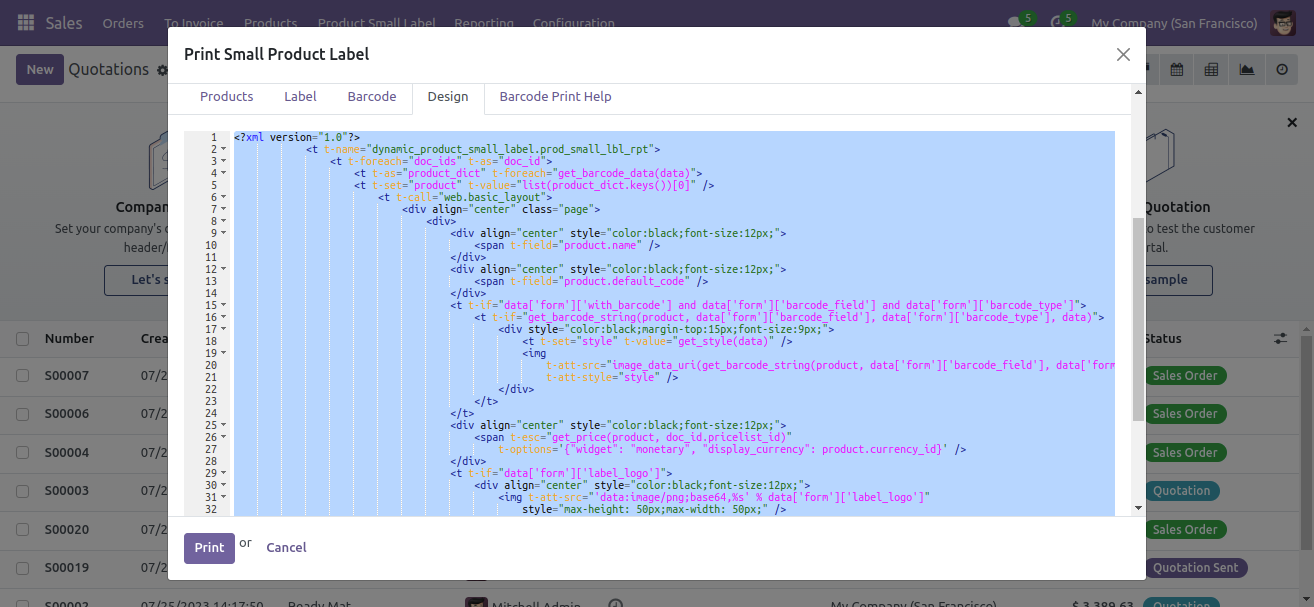 Sales Orders To Invoice Products Product Small Label Reporting Configuration 5 5 My Company (San Francisco)
New Quotations
Print Small Product Label
Products Label Barcode Design Barcode Print Help
1 <?xml version="1.0"?>
2 <t t-name="dynamic_product_small_label.prod_small_lbl_rpt">
3 <t t-foreach="doc_ids" t-as="doc_id">
4 <t t-as="product_dict" t-foreach="get_barcode_data(data)">
5 <t t-set="product" t-value="list(product_dict.keys())[0]" />
6 <t t-call="web.basic_layout">
7 <div align="center" class="page">
8 <div>
9 <div align="center" style="color:black;font-size:12px;">
10 <span t-field="product.name" />
11 </div>
12 <div align="center" style="color:black;font-size:12px;">
13 <span t-field="product.default_code" />
14 </div>
15 <t t-if="data['form']['with_barcode'] and data['form']['barcode_field'] and data['form']['barcode_type']">
16 <t t-if="get_barcode_string(product, data['form']['barcode_field'], data['form']['barcode_type'], data)">
17 <div style="color:black;margin-top:15px;font-size:9px;">
18 <t t-set="style" t-value="get_style(data)" />
19 <img
20 t-att-src="image_data_uri(get_barcode_string(product, data['form']['barcode_field'], data['form
21 t-att-style="style" />
22 </div>
23 </t>
24 </t>
25 <div align="center" style="color:black;font-size:12px;">
26 <span t-esc="get_price(product, doc_id.pricelist_id)"
27 t-options='{"widget": "monetary", "display_currency": product.currency_id}' />
28 </div>
29 <t t-if="data['form']['label_logo']">
30 <div align="center" style="color:black;font-size:12px;">
31 <img t-att-src="'data:image/png;base64,%s' % data['form']['label_logo']"
32 style="max-height: 50px;max-width: 50px;" />
Print or Cancel
Compan
Set your company's d
header/
Let's s
Quotation
to test the customer
rtal.
sample
Number Crea Status
S00007 07/2 Sales Order
S00006 07/2 Sales Order
S00004 07/2 Sales Order
S00003 07/2 Quotation
S00020 07/2 Sales Order
S00019 07/2 Quotation Sent
S00002 07/25/2023 14:17:50 Ready Mat Mitchell Admin My Company (San Francisco) $ 3,389.63 Quotation